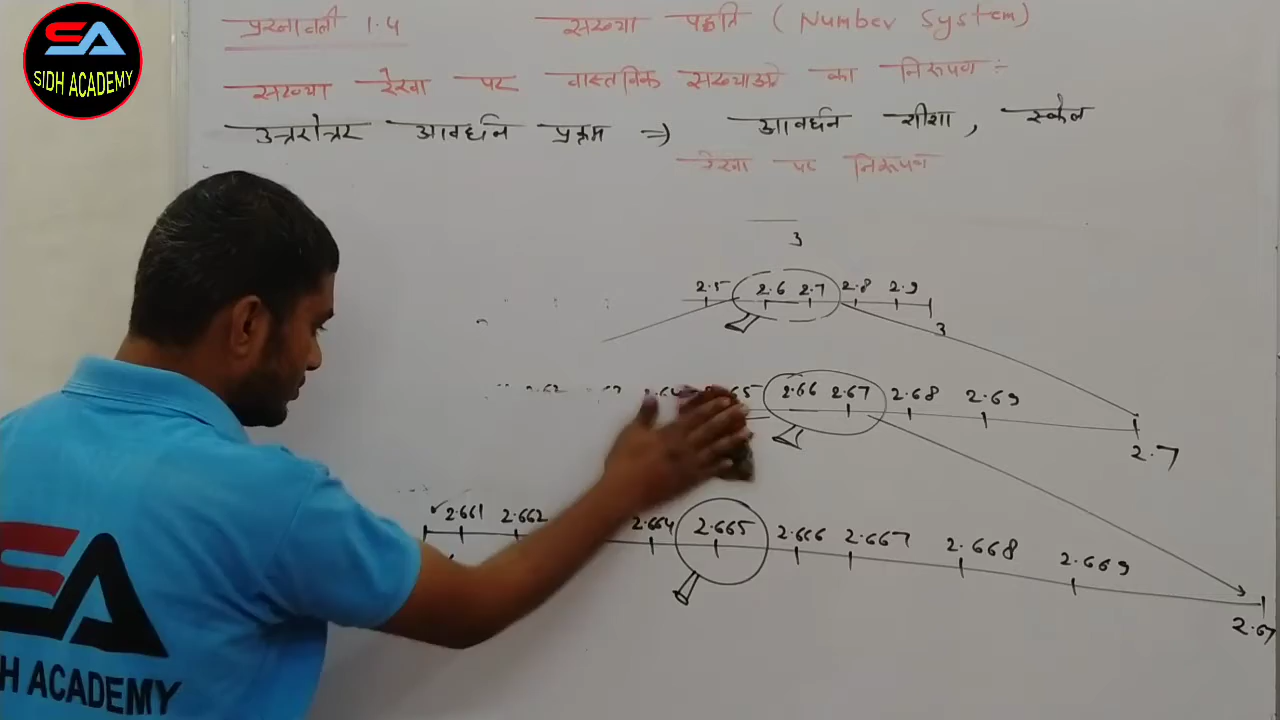 SA
SIDH ACADEMY
प्रश्नावली 1.4 संख्या पद्धति (Number System)
संख्या रेखा पर वास्तविक संख्याओं का निरूपण :-
उत्तरोत्तर आवर्धन प्रक्रम => आवर्धन शीशा, स्केल
रेखा पर निरूपण
3
2.5 2.6 2.7 2.8 2.9
3
2.66 2.67 2.68 2.69
2.7
2.661 2.662 2.664 2.665 2.666 2.667 2.668 2.669
2.67
SA
H ACADEMY